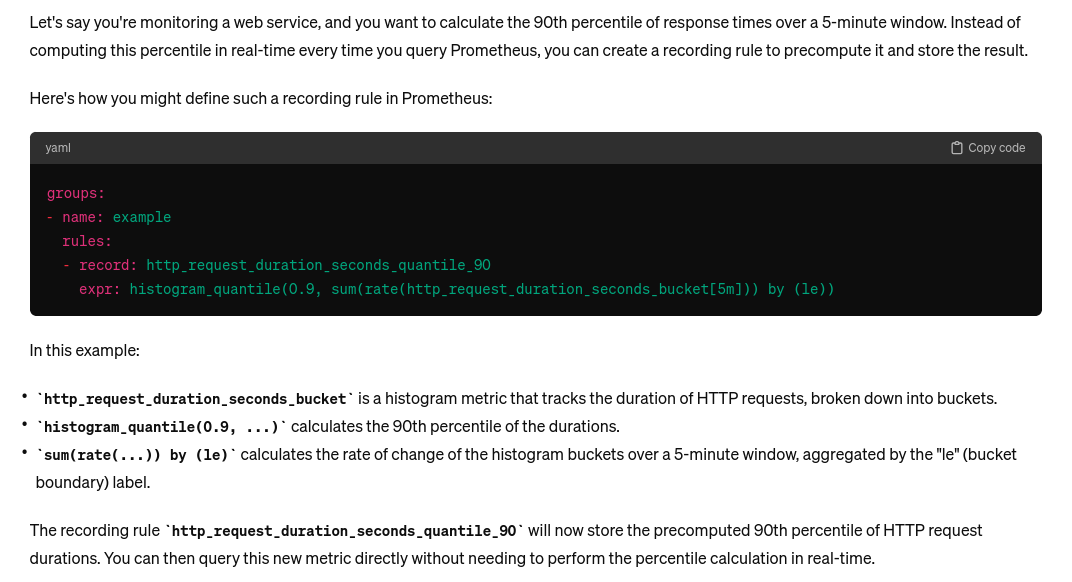 Let's say you're monitoring a web service, and you want to calculate the 90th percentile of response times over a 5-minute window. Instead of
computing this percentile in real-time every time you query Prometheus, you can create a recording rule to precompute it and store the result.
Here's how you might define such a recording rule in Prometheus:
yaml
Copy code
groups:
- name: example
  rules:
  - record: http_request_duration_seconds_quantile_90
    expr: histogram_quantile(0.9, sum(rate(http_request_duration_seconds_bucket[5m])) by (le))
In this example:
• `http_request_duration_seconds_bucket` is a histogram metric that tracks the duration of HTTP requests, broken down into buckets.
• `histogram_quantile(0.9, ...)` calculates the 90th percentile of the durations.
• `sum(rate(...)) by (le)` calculates the rate of change of the histogram buckets over a 5-minute window, aggregated by the "le" (bucket
boundary) label.
The recording rule `http_request_duration_seconds_quantile_90` will now store the precomputed 90th percentile of HTTP request
durations. You can then query this new metric directly without needing to perform the percentile calculation in real-time.